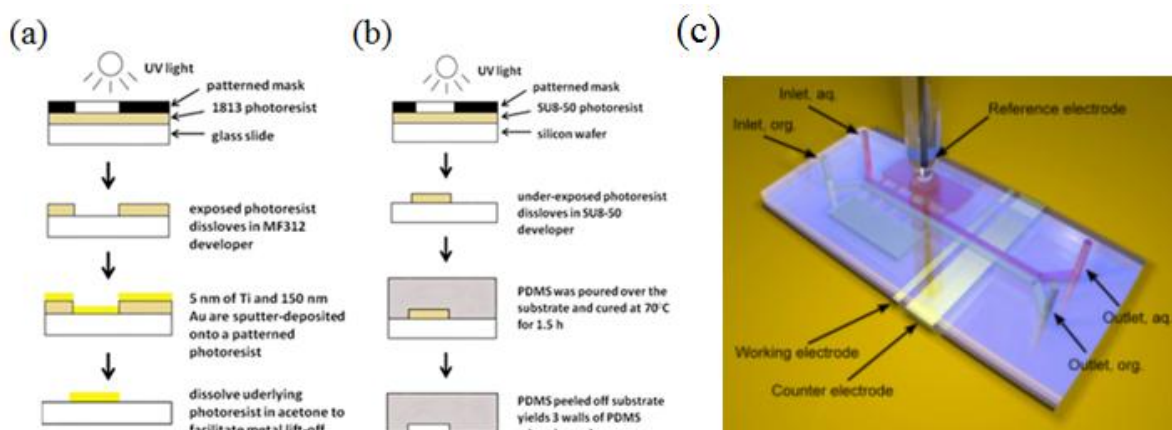 (a)
UV light
patterned mask
1813 photoresist
glass slide
exposed photoresist
dissloves in MF312
developer
5 nm of Ti and 150 nm
Au are sputter-deposited
onto a patterned
photoresist
dissolve uderlying
photoresist in acetone to
facilitate metal lift-off
(b)
UV light
patterned mask
SU8-50 photoresist
silicon wafer
under-exposed photoresist
dissloves in SU8-50
developer
PDMS was poured over the
substrate and cured at 70°C
for 1.5 h
PDMS peeled off substrate
yields 3 walls of PDMS
(c)
Inlet, aq.
Inlet, org.
Reference electrode
Working electrode
Counter electrode
Outlet, aq.
Outlet, org.